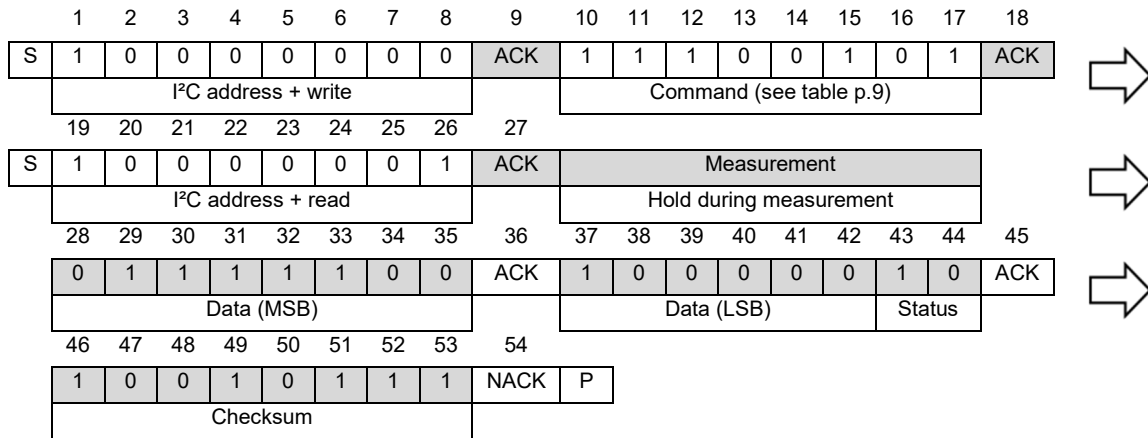 1 2 3 4 5 6 7 8 9 10 11 12 13 14 15 16 17 18
S 1 0 0 0 0 0 0 0 ACK 1 1 1 0 0 1 0 1 ACK
I²C address + write Command (see table p.9)
19 20 21 22 23 24 25 26 27
S 1 0 0 0 0 0 0 1 ACK Measurement
I²C address + read Hold during measurement
28 29 30 31 32 33 34 35 36 37 38 39 40 41 42 43 44 45
0 1 1 1 1 1 0 0 ACK 1 0 0 0 0 0 1 0 ACK
Data (MSB) Data (LSB) Status
46 47 48 49 50 51 52 53 54
1 0 0 1 0 1 1 1 NACK P
Checksum